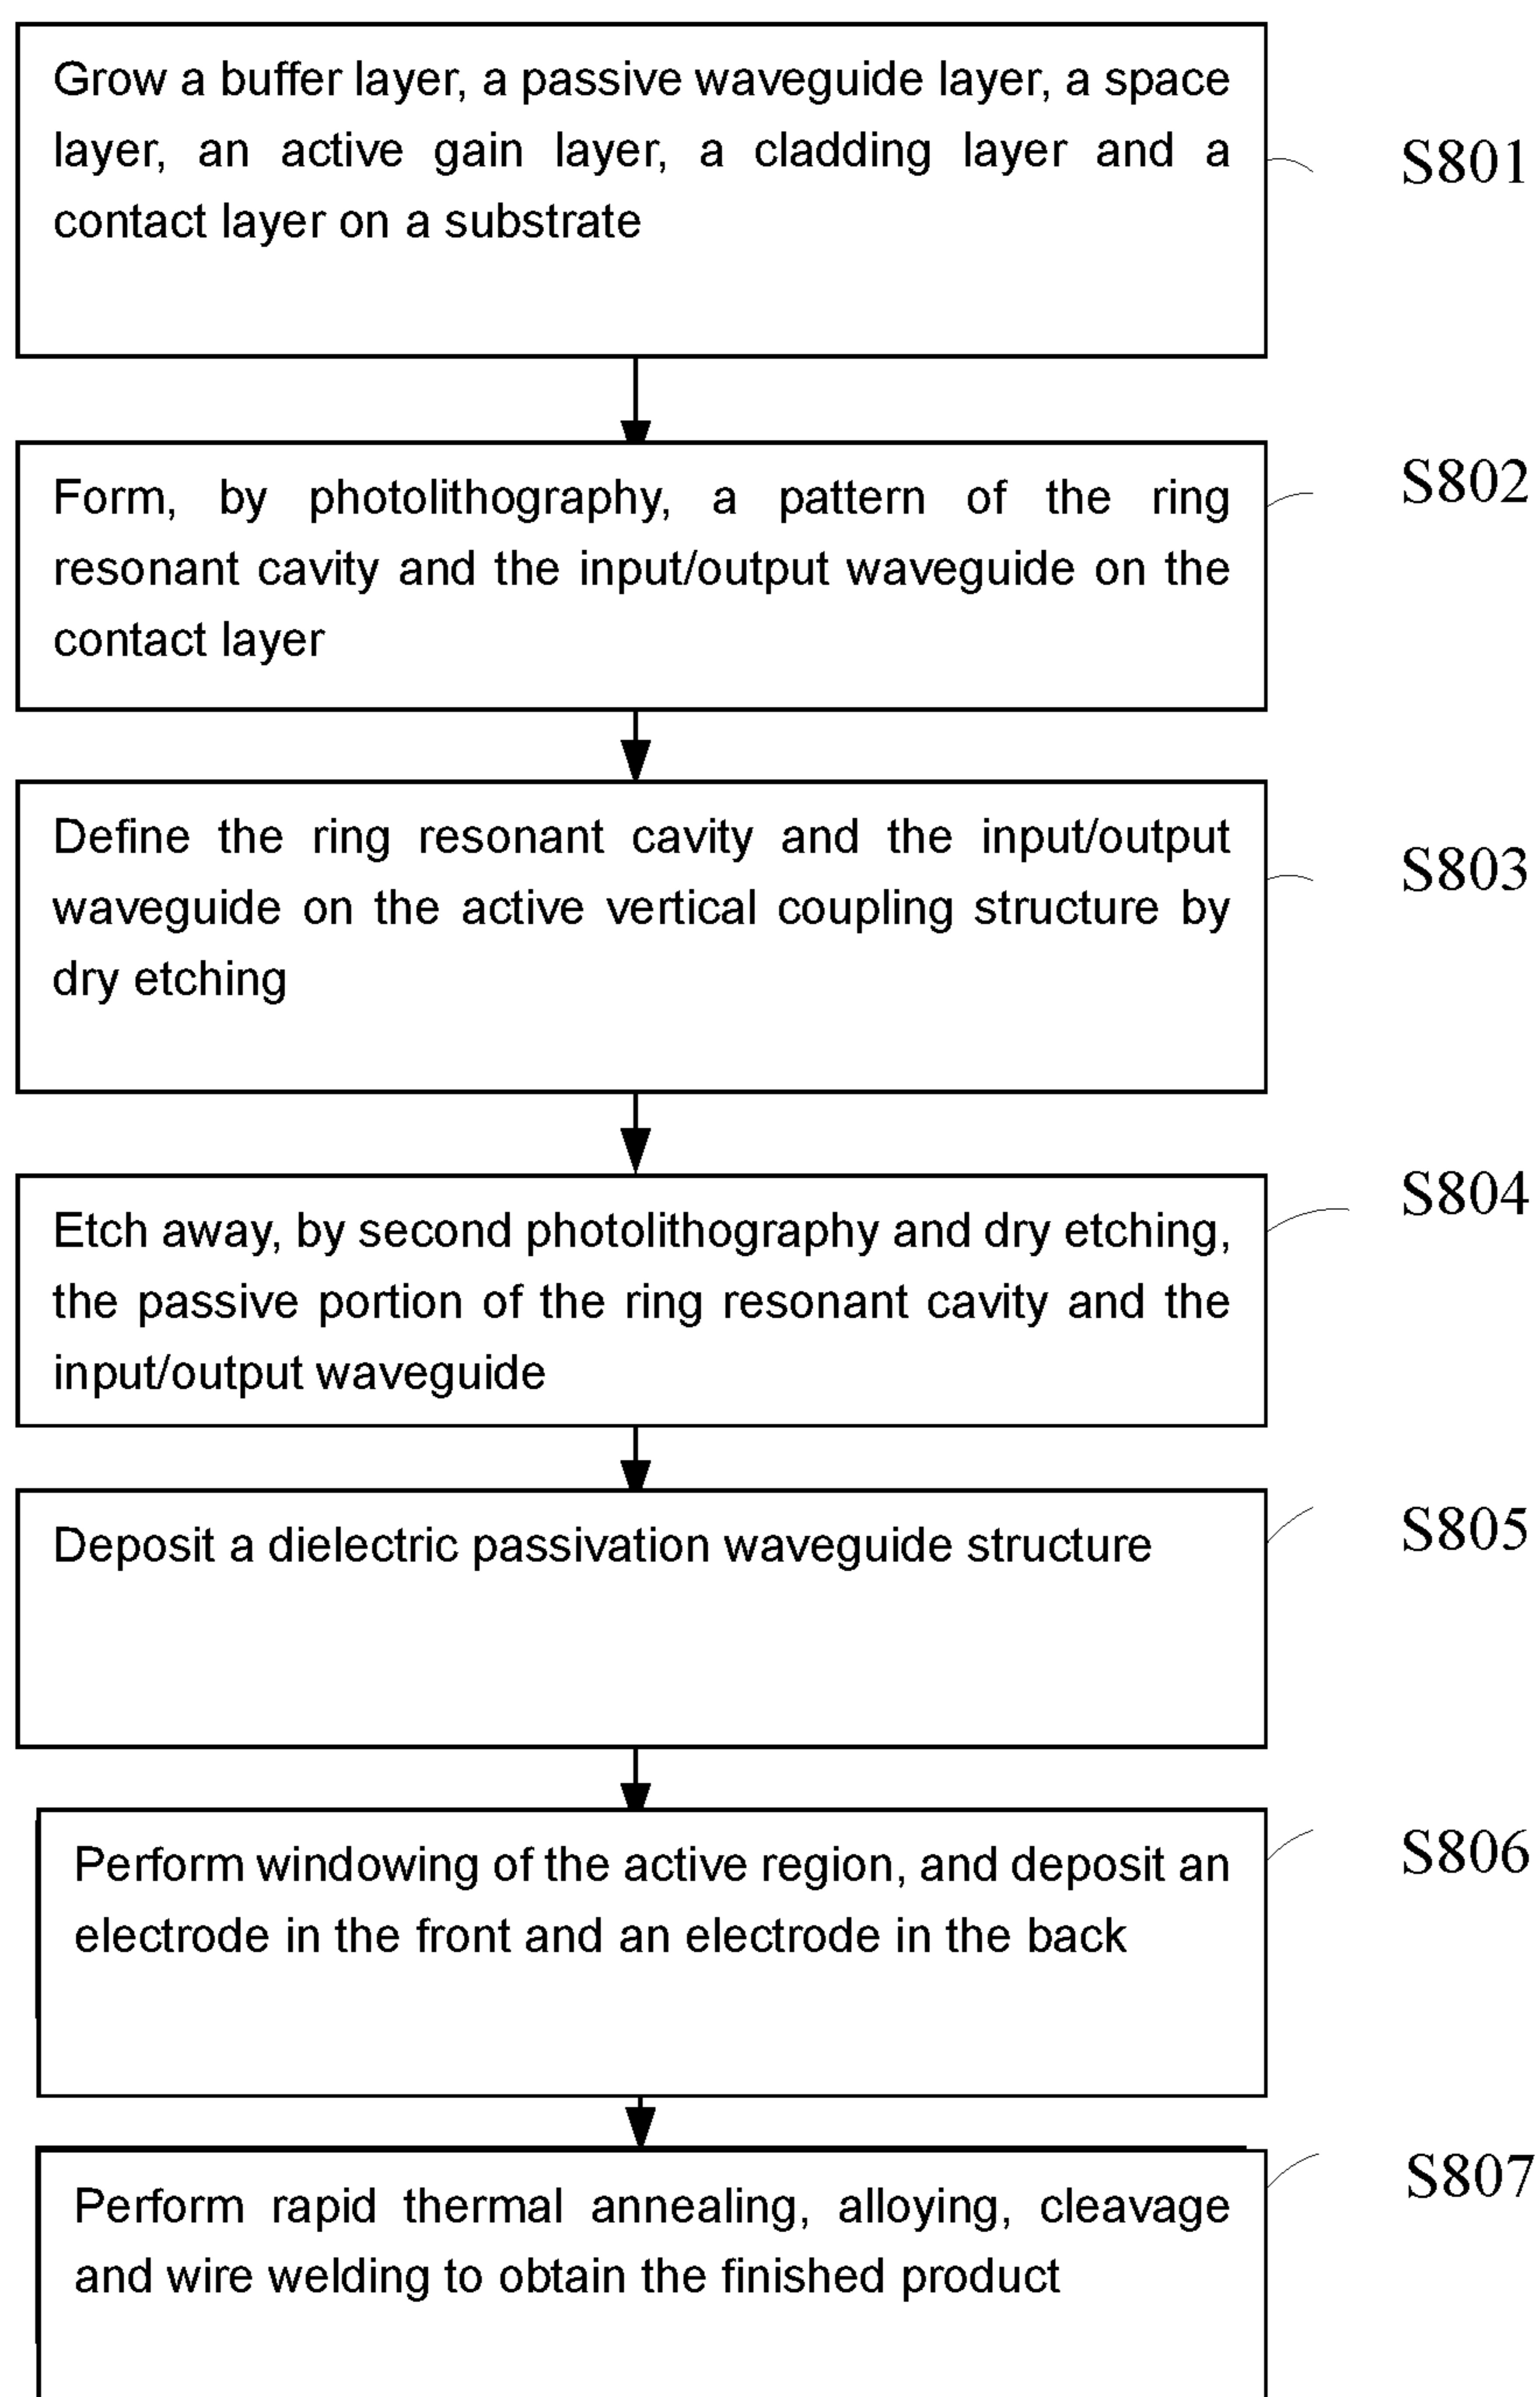 Grow a buffer layer, a passive waveguide layer, a space
layer, an active gain layer, a cladding layer and a
contact layer on a substrate
S801
Form, by photolithography, a pattern of the ring
resonant cavity and the input/output waveguide on the
contact layer
S802
Define the ring resonant cavity and the input/output
waveguide on the active vertical coupling structure by
dry etching
S803
Etch away, by second photolithography and dry etching,
the passive portion of the ring resonant cavity and the
input/output waveguide
S804
Deposit a dielectric passivation waveguide structure
S805
Perform windowing of the active region, and deposit an
electrode in the front and an electrode in the back
S806
Perform rapid thermal annealing, alloying, cleavage
and wire welding to obtain the finished product
S807